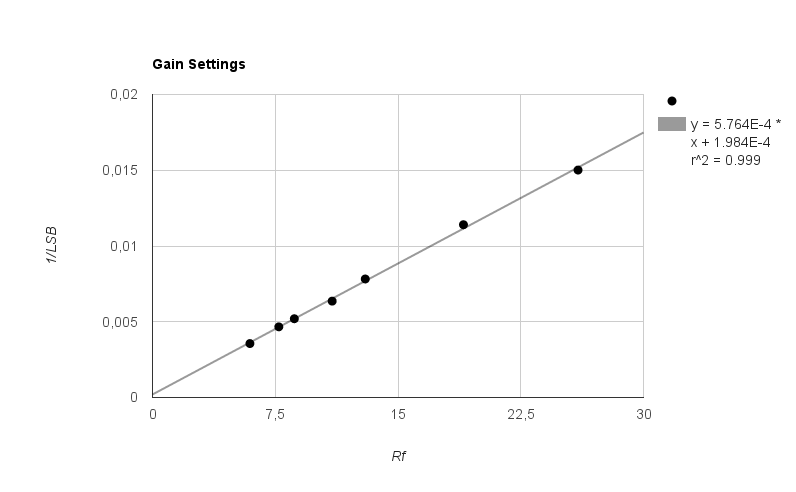 Gain Settings
0,02
0,015
0,01
0,005
0
1/LSB
0
7,5
15
22,5
30
Rf
y = 5.764E-4 *
x + 1.984E-4
r^2 = 0.999